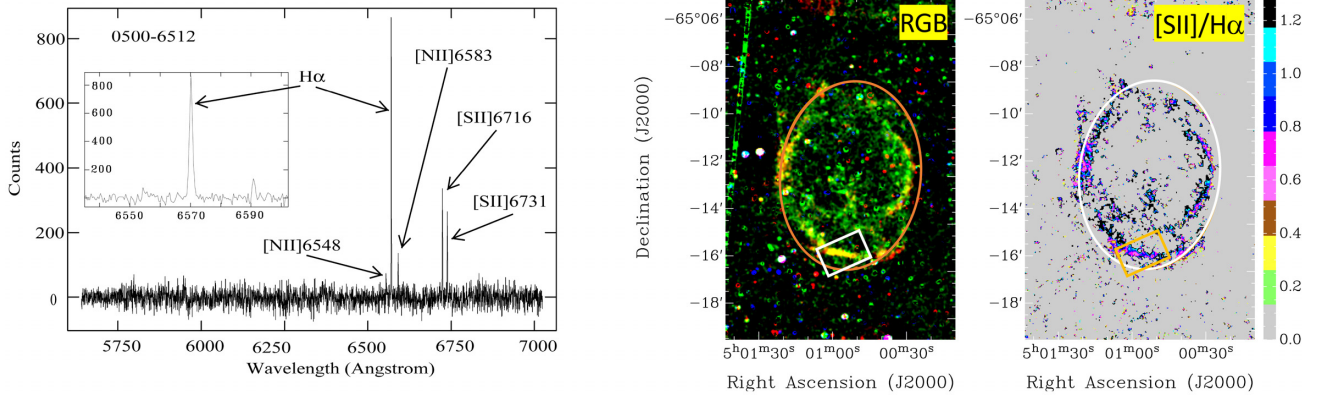 0500-6512
Hα
[NII]6583
[SII]6716
[SII]6731
[NII]6548
Counts
800
600
400
200
0
800
600
400
200
0
6550 6570 6590
5750 6000 6250 6500 6750 7000
Wavelength (Angstrom)
RGB
Declination (J2000)
−65°06′
−08′
−10′
−12′
−14′
−16′
−18′
5h01m30s 01m00s 00m30s
Right Ascension (J2000)
[SII]/Hα
−65°06′
−08′
−10′
−12′
−14′
−16′
−18′
5h01m30s 01m00s 00m30s
Right Ascension (J2000)
1.2
1.0
0.8
0.6
0.4
0.2
0.0